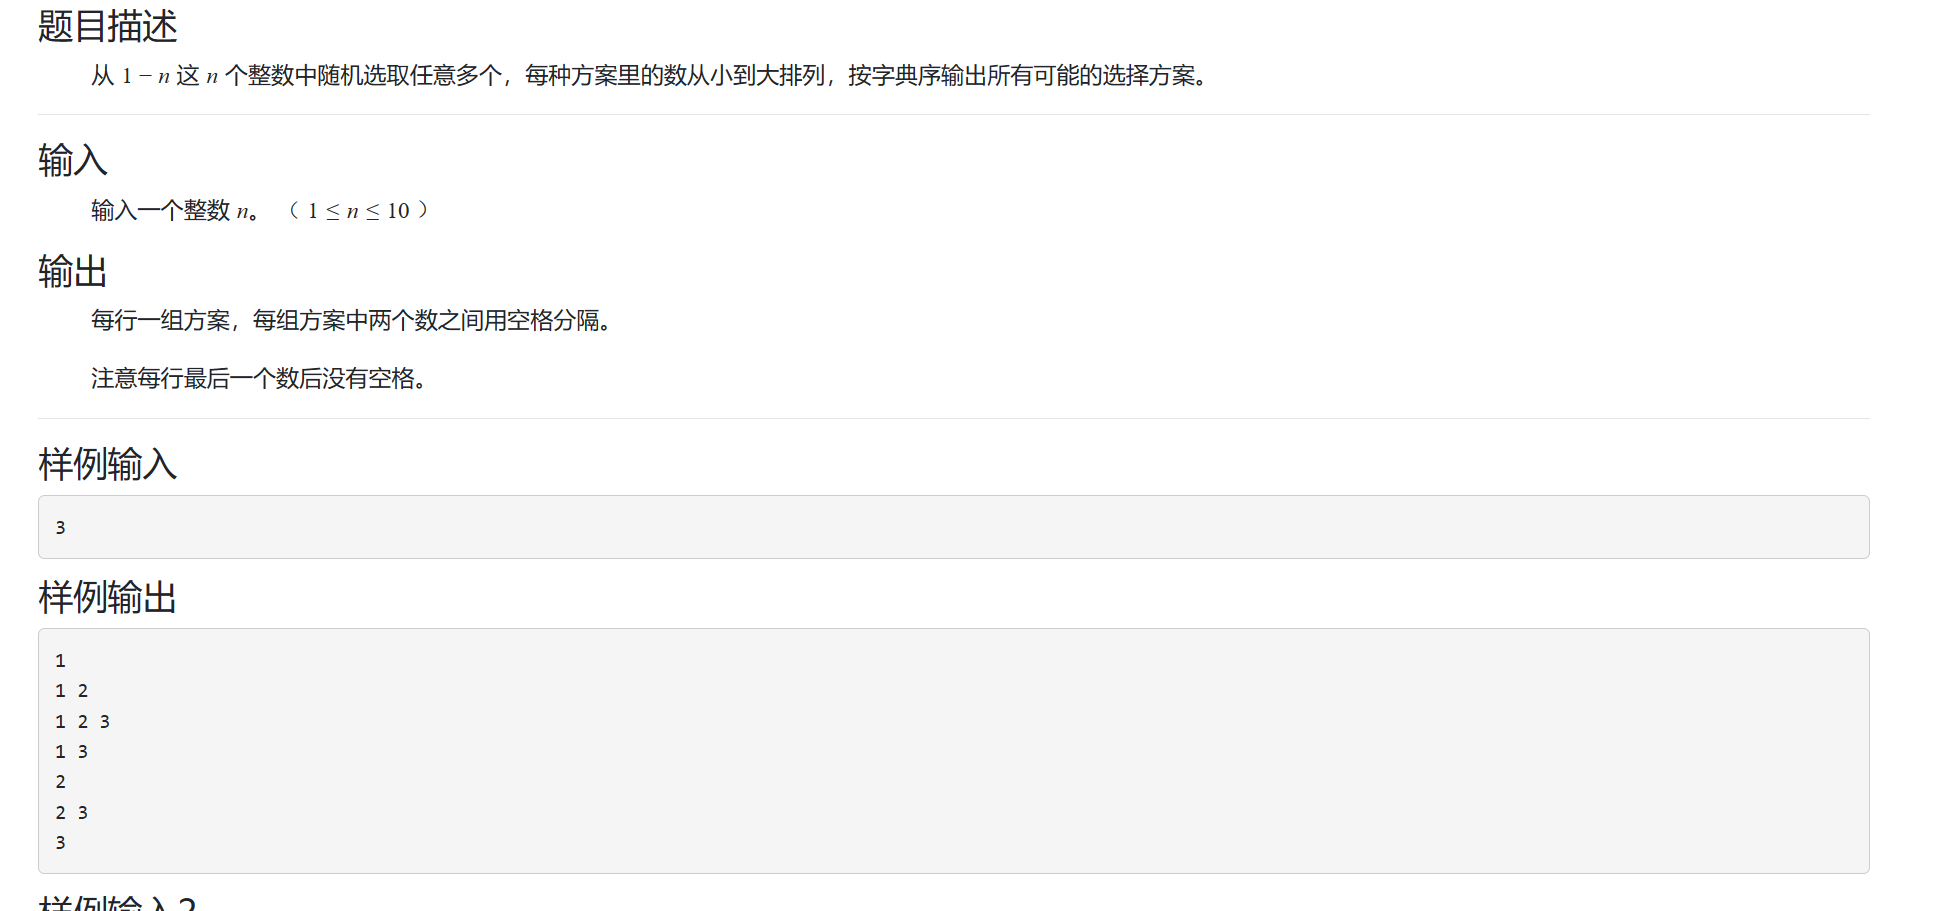 题目描述
从 1 − n 这 n 个整数中随机选取任意多个，每种方案里的数从小到大排列，按字典序输出所有可能的选择方案。
输入
输入一个整数 n。 （ 1 ≤ n ≤ 10 ）
输出
每行一组方案，每组方案中两个数之间用空格分隔。
注意每行最后一个数后没有空格。
样例输入
3
样例输出
1
1 2
1 2 3
1 3
2
2 3
3
样例输入2